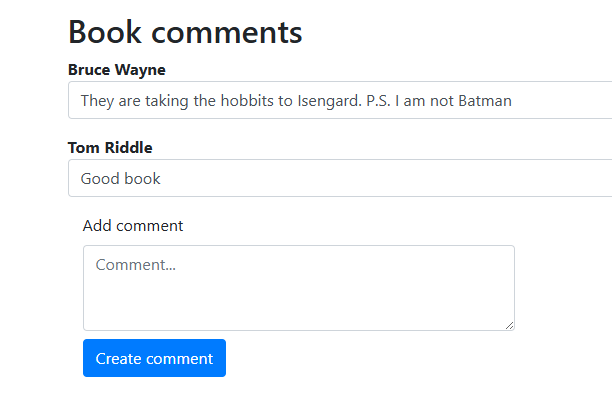 Book comments
Bruce Wayne
They are taking the hobbits to Isengard. P.S. I am not Batman
Tom Riddle
Good book
Add comment
Comment...
Create comment